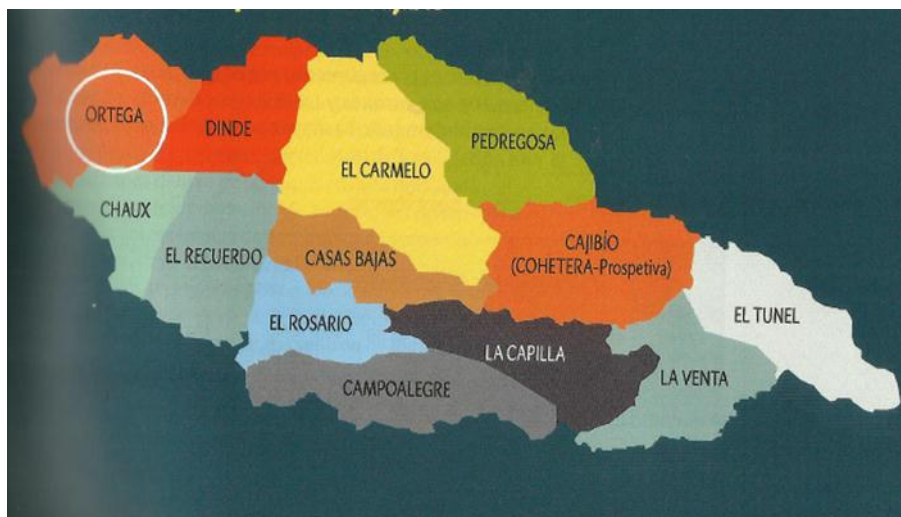 ORTEGA
DINDE
EL CARMELO
PEDREGOSA
CHAUX
EL RECUERDO
CASAS BAJAS
CAJIBÍO
(COHETERA-Prospetiva)
EL TUNEL
EL ROSARIO
LA CAPILLA
LA VENTA
CAMPOALEGRE